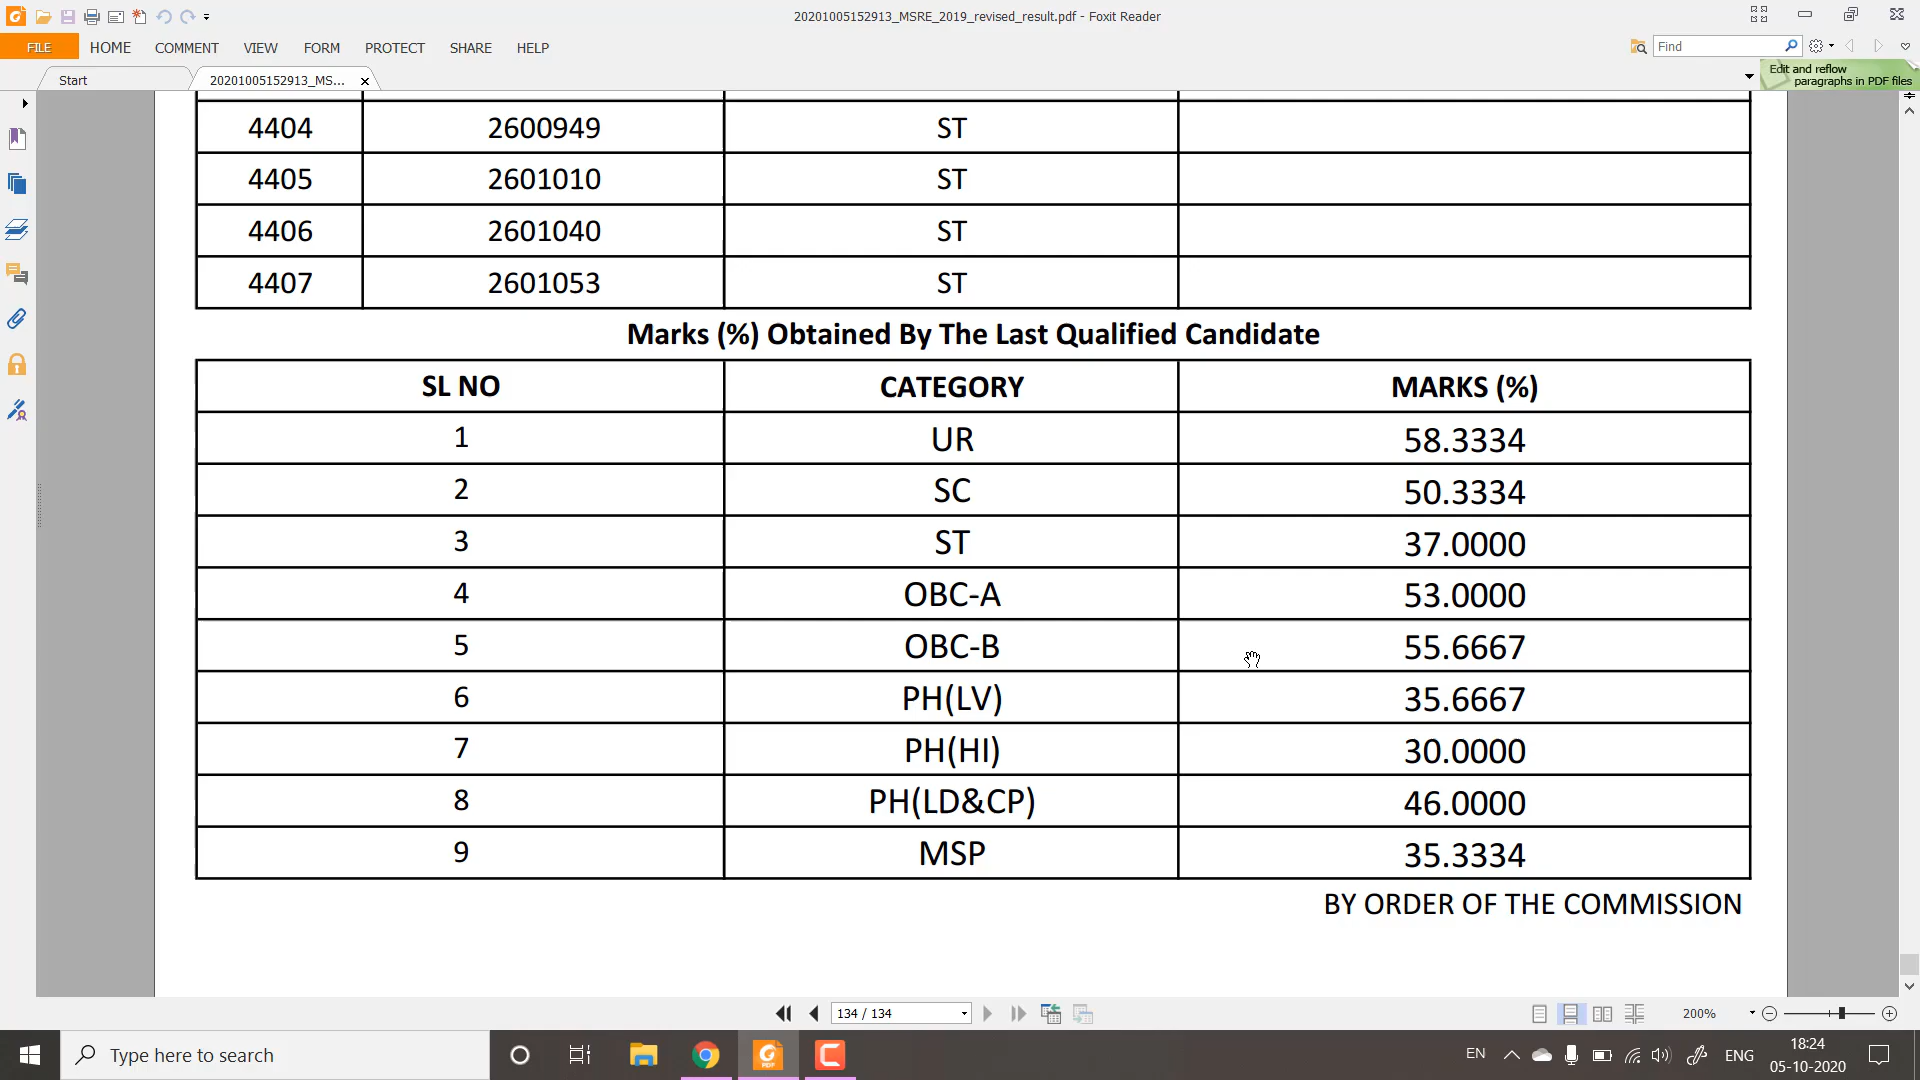 20201005152913_MSRE_2019_revised_result.pdf - Foxit Reader
FILE HOME COMMENT VIEW FORM PROTECT SHARE HELP
Find
Start 20201005152913_MS...
Edit and reflow
paragraphs in PDF files
4404 2600949 ST
4405 2601010 ST
4406 2601040 ST
4407 2601053 ST
Marks (%) Obtained By The Last Qualified Candidate
SL NO CATEGORY MARKS (%)
1 UR 58.3334
2 SC 50.3334
3 ST 37.0000
4 OBC-A 53.0000
5 OBC-B 55.6667
6 PH(LV) 35.6667
7 PH(HI) 30.0000
8 PH(LD&CP) 46.0000
9 MSP 35.3334
BY ORDER OF THE COMMISSION
134 / 134 200%
Type here to search EN ENG 18:24
05-10-2020